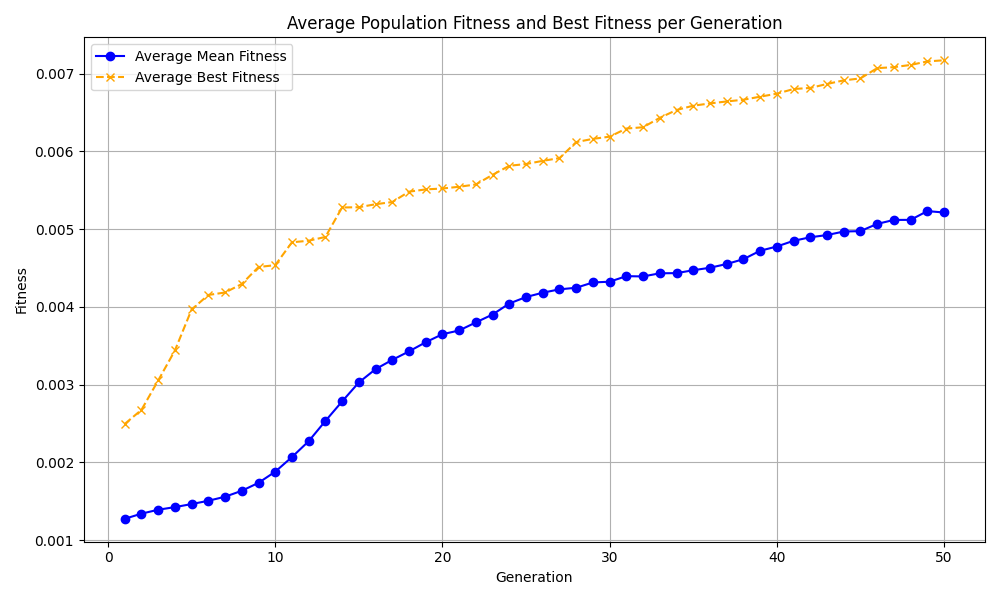 Average Population Fitness and Best Fitness per Generation
Average Mean Fitness
Average Best Fitness
0.007
0.006
0.005
0.004
0.003
0.002
0.001
Fitness
0 10 20 30 40 50
Generation